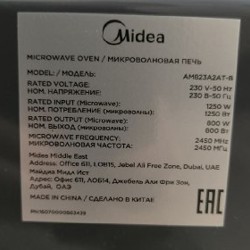 Midea
MICROWAVE OVEN / МИКРОВОЛНОВАЯ ПЕЧЬ
MODEL: / МОДЕЛЬ: AM823A2AT-B
RATED VOLTAGE: 230 V~50 Hz
НОМ. НАПРЯЖЕНИЕ: 230 В~50 Гц
RATED INPUT (Microwave): 1250 W
НОМ. ПОТРЕБЛЕНИЕ (микроволны): 1250 Вт
RATED OUTPUT (Microwave): 800 W
НОМ. ВЫХОД (микроволны): 800 Вт
MICROWAVE FREQUENCY: 2450 MHz
МИКРОВОЛНОВАЯ ЧАСТОТА: 2450 МГц
Midea Middle East
Address: Office 611, LOB15, Jebel Ali Free Zone, Dubai, UAE
Мидеа Мидл Ист
Адрес: Офис 611, ЛОБ14, Джебель Али Фри Зон,
Дубай, ОАЭ
MADE IN CHINA / СДЕЛАНО В КИТАЕ
EAC